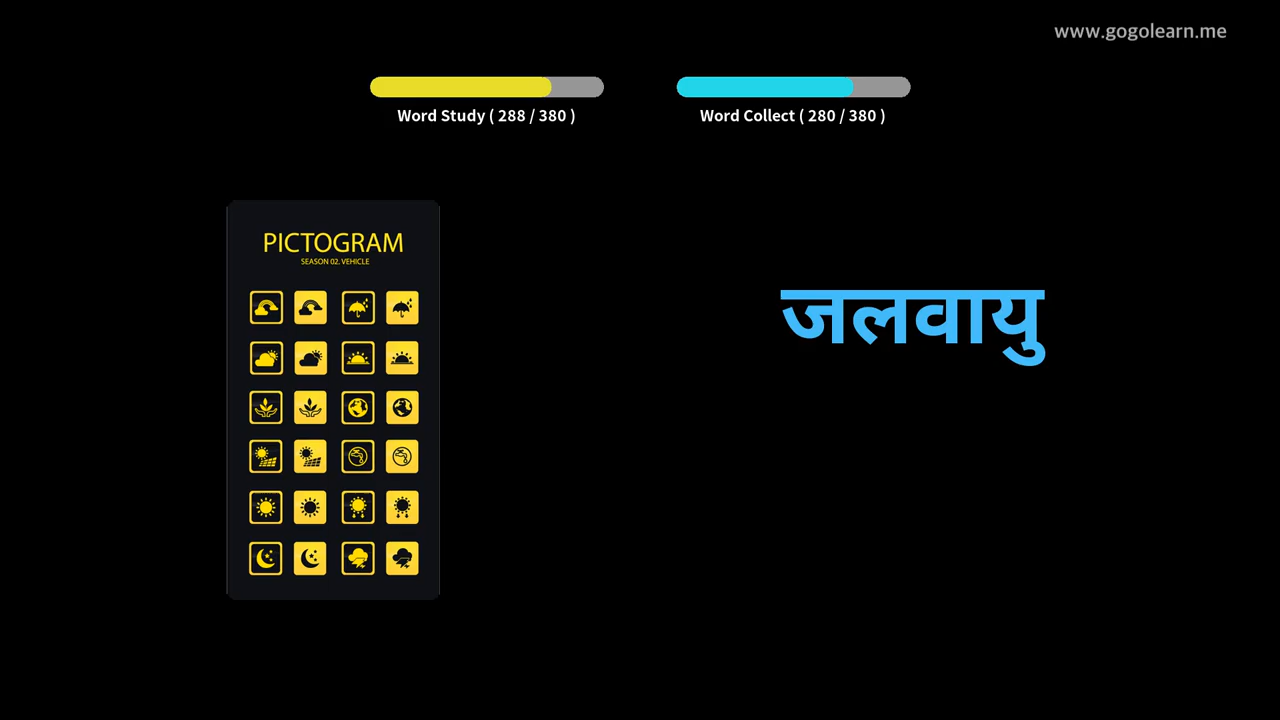 www.gogolearn.me
Word Study ( 288 / 380 )
Word Collect ( 280 / 380 )
PICTOGRAM
SEASON 02. VEHICLE
जलवायु